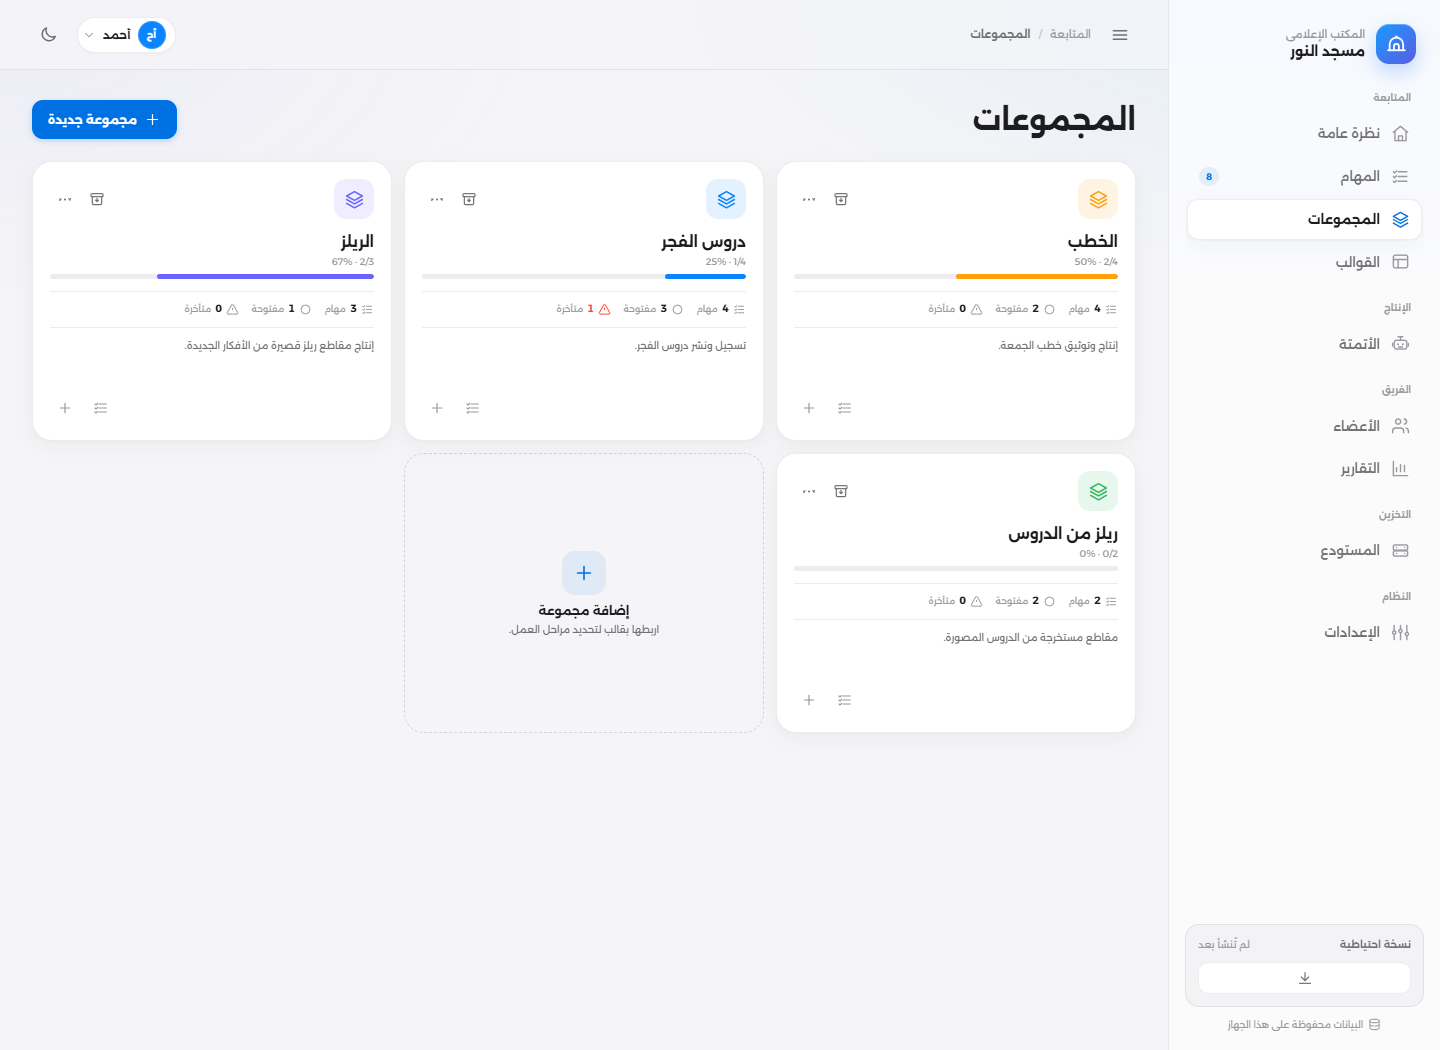 المكتب الإعلامي
مسجد النور
المتابعة
نظرة عامة
المهام
8
المجموعات
القوالب
الإنتاج
الأتمتة
الفريق
الأعضاء
التقارير
التخزين
المستودع
النظام
الإعدادات
نسخة احتياطية
لم تُنشأ بعد
البيانات محفوظة على هذا الجهاز
المتابعة / المجموعات
أح
أحمد
المجموعات
مجموعة جديدة
الخطب
2/4 · 50%
4 مهام 2 مفتوحة 0 متأخرة
إنتاج وتوثيق خطب الجمعة.
دروس الفجر
1/4 · 25%
4 مهام 3 مفتوحة 1 متأخرة
تسجيل ونشر دروس الفجر.
الريلز
2/3 · 67%
3 مهام 1 مفتوحة 0 متأخرة
إنتاج مقاطع ريلز قصيرة من الأفكار الجديدة.
ريلز من الدروس
0/2 · 0%
2 مهام 2 مفتوحة 0 متأخرة
مقاطع مستخرجة من الدروس المصورة.
إضافة مجموعة
اربطها بقالب لتحديد مراحل العمل.